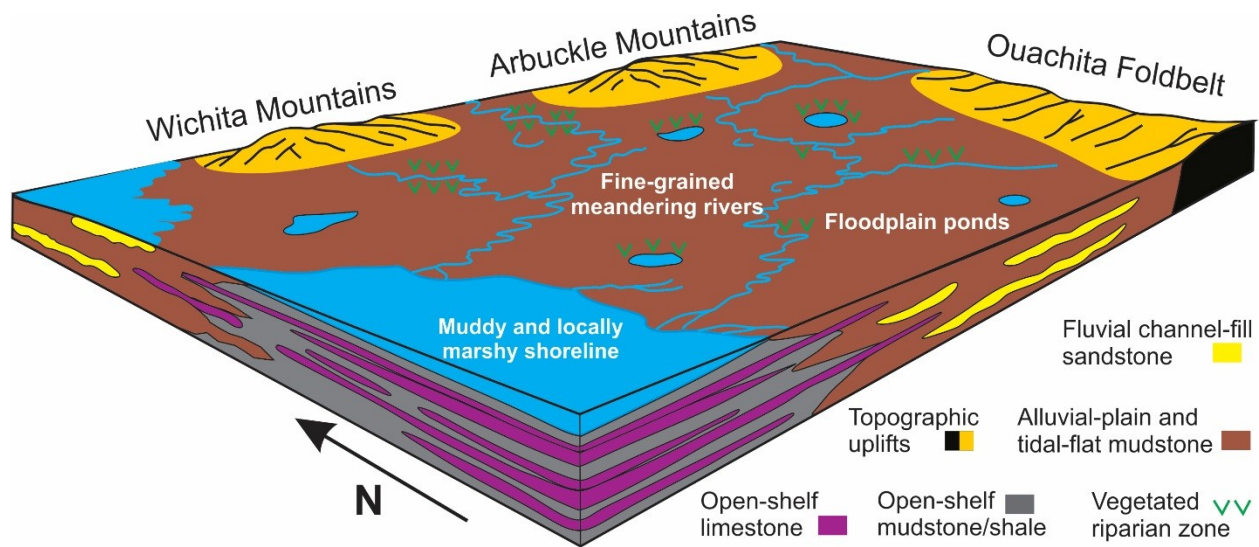 Wichita Mountains
Arbuckle Mountains
Ouachita Foldbelt
Fine-grained
meandering rivers
Floodplain ponds
Muddy and locally
marshy shoreline
N
Fluvial channel-fill
sandstone
Topographic
uplifts
Alluvial-plain and
tidal-flat mudstone
Open-shelf
limestone
Open-shelf
mudstone/shale
Vegetated
riparian zone